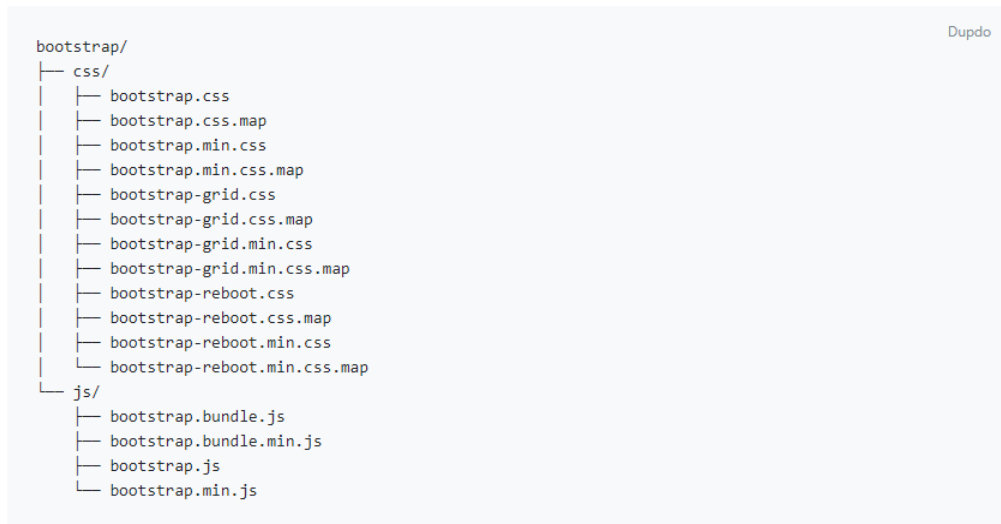 Dupdo
bootstrap/
├── css/
│   ├── bootstrap.css
│   ├── bootstrap.css.map
│   ├── bootstrap.min.css
│   ├── bootstrap.min.css.map
│   ├── bootstrap-grid.css
│   ├── bootstrap-grid.css.map
│   ├── bootstrap-grid.min.css
│   ├── bootstrap-grid.min.css.map
│   ├── bootstrap-reboot.css
│   ├── bootstrap-reboot.css.map
│   ├── bootstrap-reboot.min.css
│   └── bootstrap-reboot.min.css.map
└── js/
    ├── bootstrap.bundle.js
    ├── bootstrap.bundle.min.js
    ├── bootstrap.js
    └── bootstrap.min.js